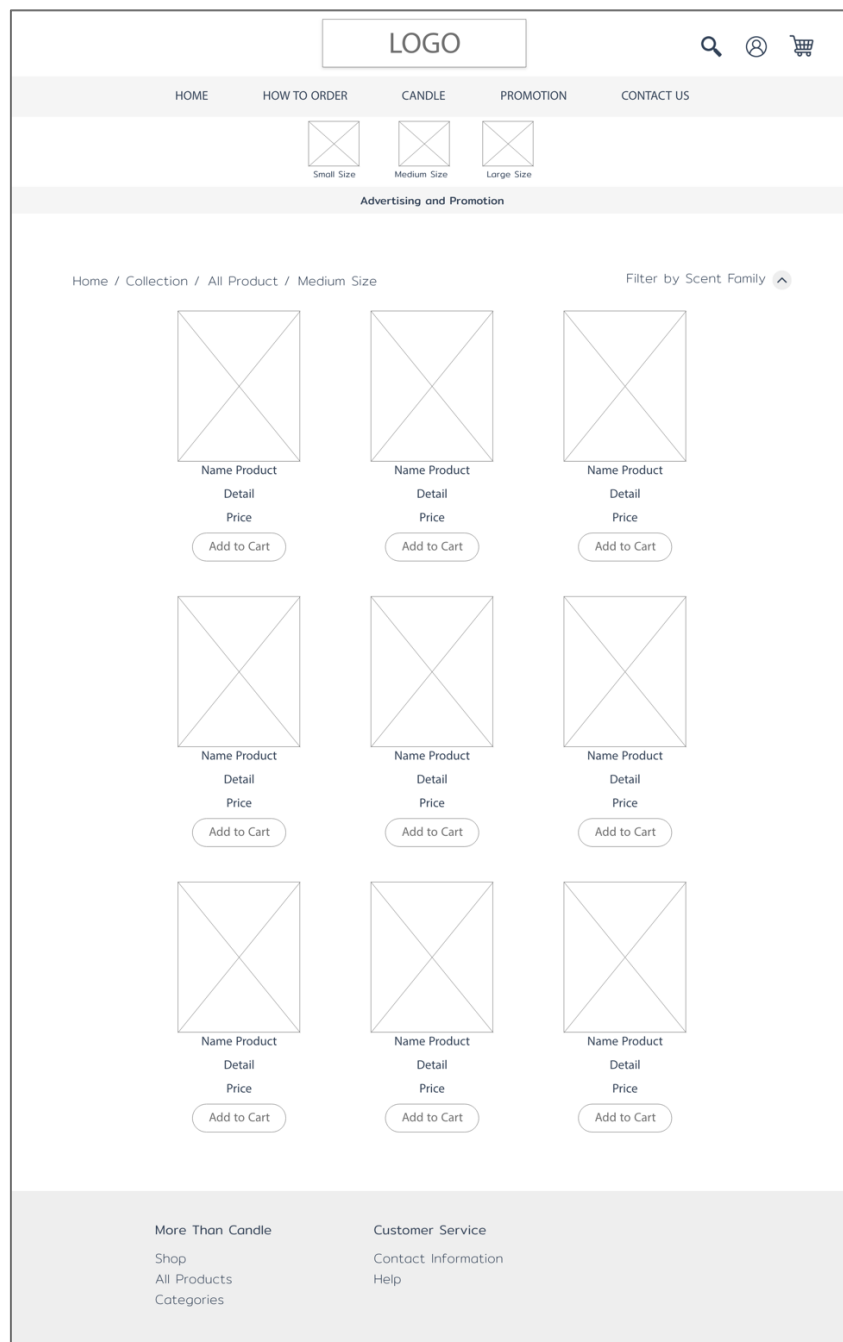 LOGO
HOME HOW TO ORDER CANDLE PROMOTION CONTACT US
Small Size Medium Size Large Size
Advertising and Promotion
Home / Collection / All Product / Medium Size Filter by Scent Family
Name Product Name Product Name Product
Detail Detail Detail
Price Price Price
Add to Cart Add to Cart Add to Cart
Name Product Name Product Name Product
Detail Detail Detail
Price Price Price
Add to Cart Add to Cart Add to Cart
Name Product Name Product Name Product
Detail Detail Detail
Price Price Price
Add to Cart Add to Cart Add to Cart
More Than Candle Customer Service
Shop Contact Information
All Products Help
Categories